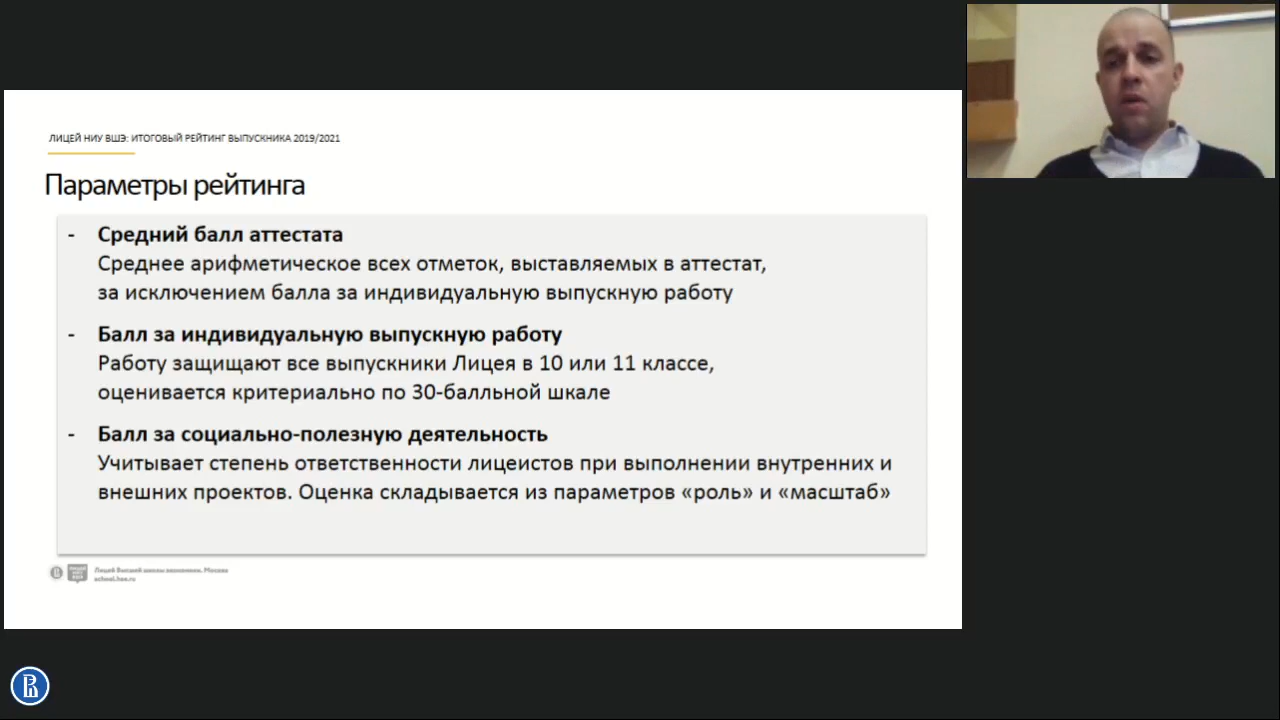 ЛИЦЕЙ НИУ ВШЭ: ИТОГОВЫЙ РЕЙТИНГ ВЫПУСКНИКА 2019/2021
Параметры рейтинга
- Средний балл аттестата
Среднее арифметическое всех отметок, выставляемых в аттестат,
за исключением балла за индивидуальную выпускную работу
- Балл за индивидуальную выпускную работу
Работу защищают все выпускники Лицея в 10 или 11 классе,
оценивается критериально по 30-балльной шкале
- Балл за социально-полезную деятельность
Учитывает степень ответственности лицеистов при выполнении внутренних и
внешних проектов. Оценка складывается из параметров «роль» и «масштаб»
Лицей Высшей школы экономики. Москва
school.hse.ru